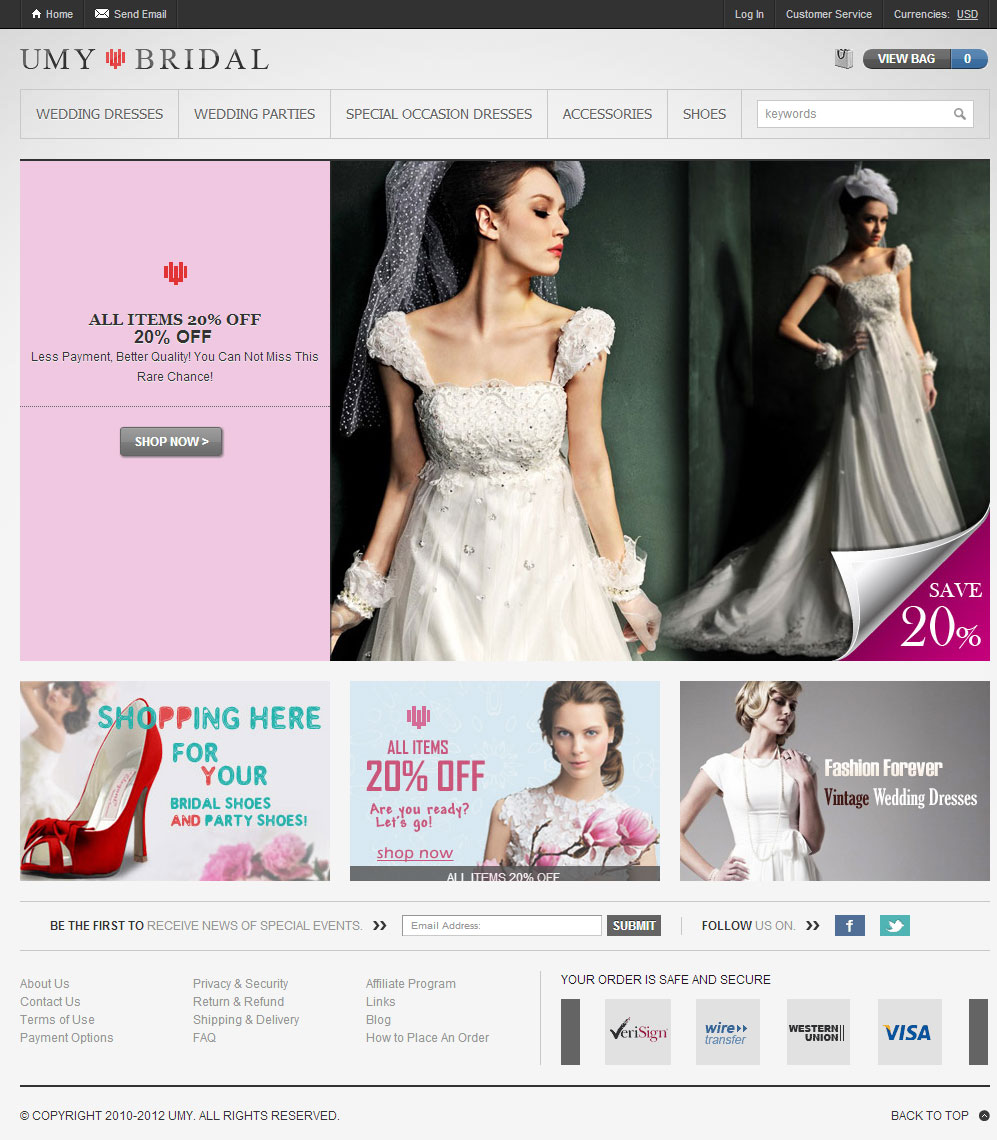 Home Send Email Log In Customer Service Currencies: USD
UMY BRIDAL
VIEW BAG 0
WEDDING DRESSES WEDDING PARTIES SPECIAL OCCASION DRESSES ACCESSORIES SHOES keywords
ALL ITEMS 20% OFF
20% OFF
Less Payment, Better Quality! You Can Not Miss This
Rare Chance!
SHOP NOW >
SAVE
20%
SHOPPING HERE
FOR
YOUR
BRIDAL SHOES
AND PARTY SHOES!
ALL ITEMS
20% OFF
Are you ready?
Let's go!
shop now
ALL ITEMS 20% OFF
Fashion Forever
Vintage Wedding Dresses
BE THE FIRST TO RECEIVE NEWS OF SPECIAL EVENTS. Email Address: SUBMIT FOLLOW US ON. f
About Us Privacy & Security Affiliate Program
Contact Us Return & Refund Links
Terms of Use Shipping & Delivery Blog
Payment Options FAQ How to Place An Order
YOUR ORDER IS SAFE AND SECURE
VeriSign
wire
transfer
WESTERN
UNION
VISA
© COPYRIGHT 2010-2012 UMY. ALL RIGHTS RESERVED. BACK TO TOP